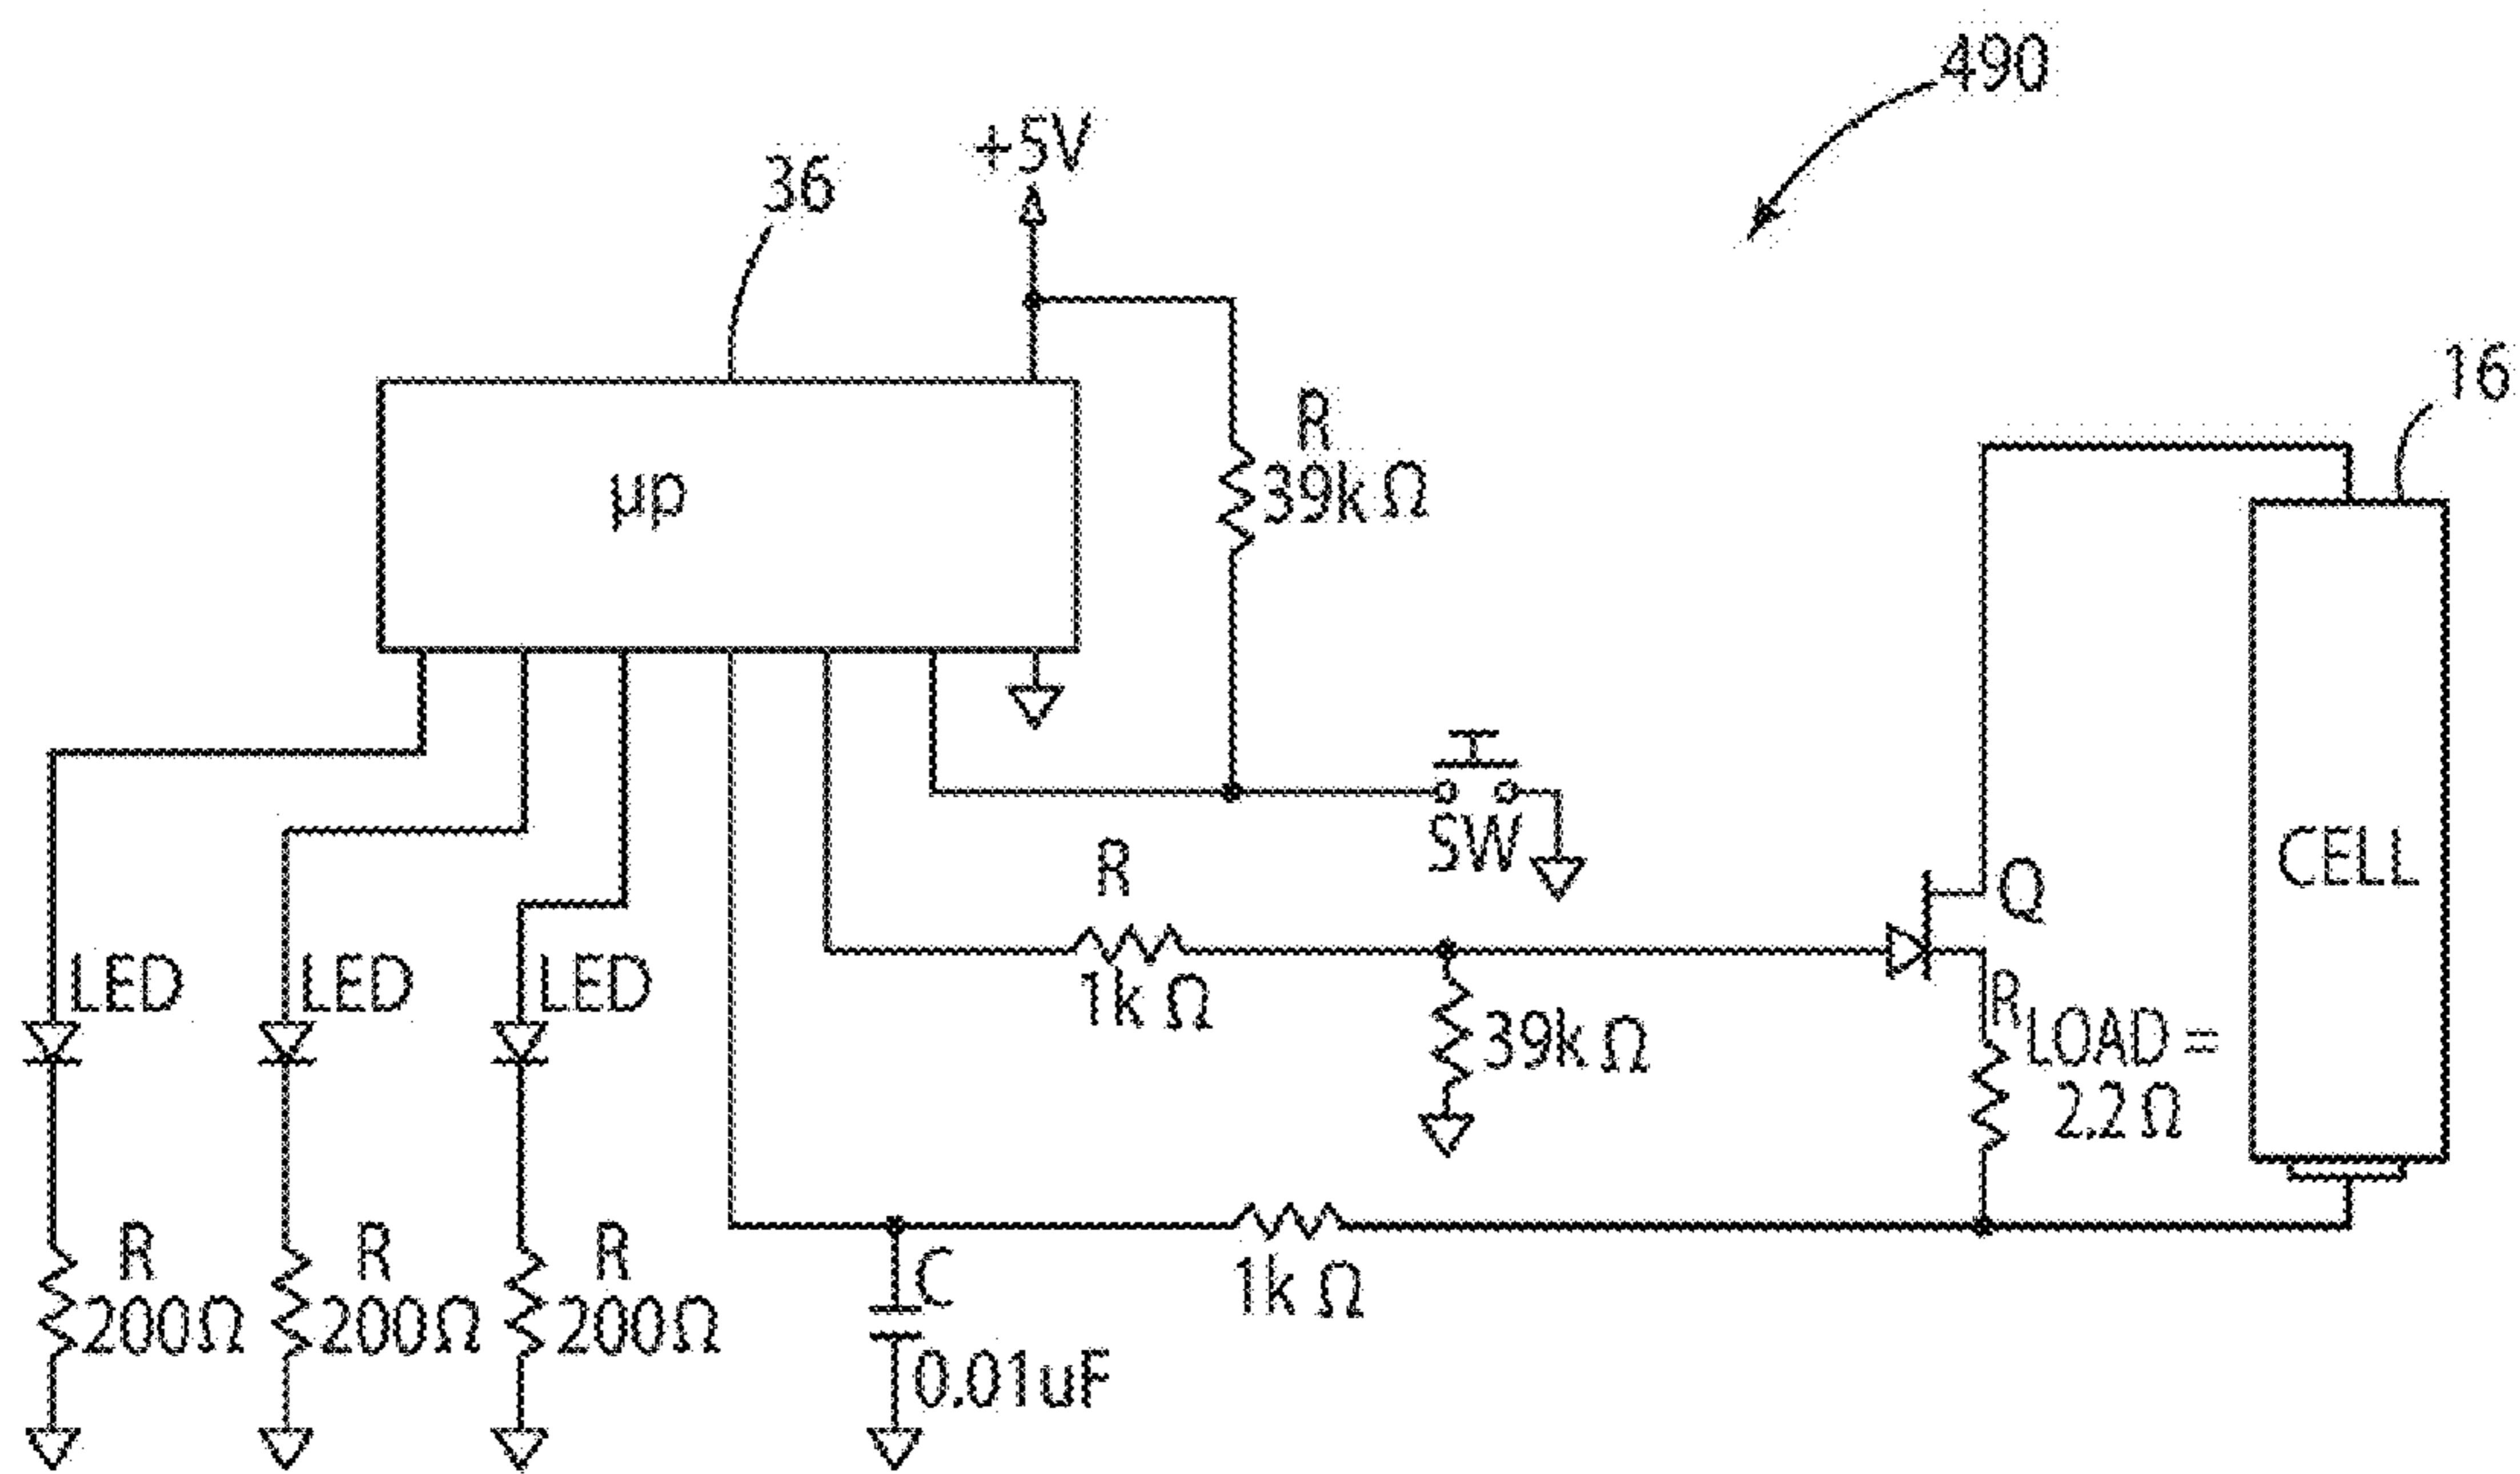 490
+5V
36
16
R
39k Ω
µp
SW
Q
CELL
R
1k Ω
LED
LED
LED
39k Ω
RLOAD =
2.2 Ω
R
200Ω
R
200Ω
R
200Ω
C
0.01uF
1k Ω